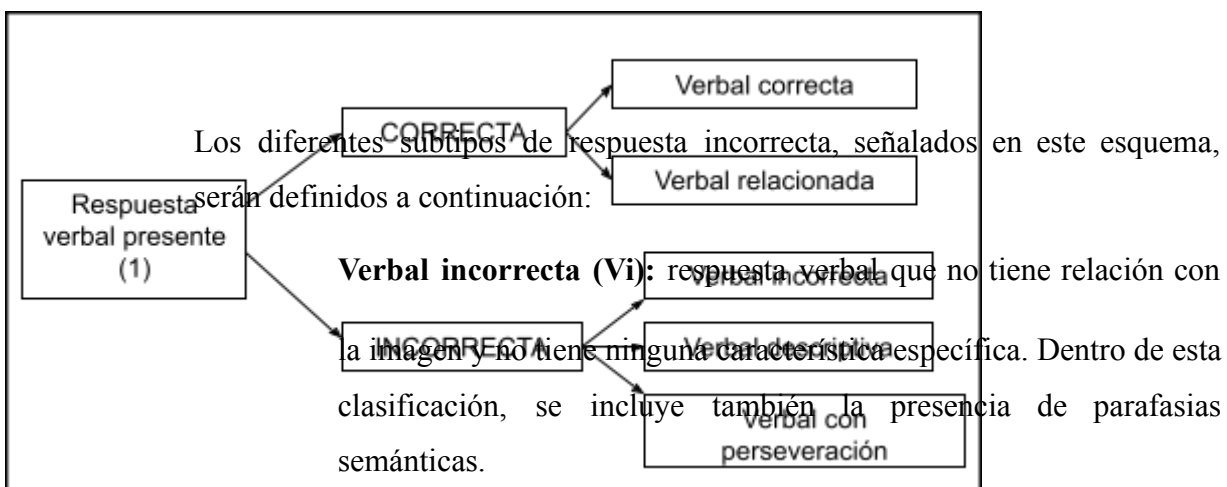 Verbal correcta
CORRECTA
Los diferentes subtipos de respuesta incorrecta, señalados en este esquema,
Verbal relacionada
serán definidos a continuación:
Respuesta
verbal presente
(1)
Verbal incorrecta (Vi): respuesta verbal que no tiene relación con
Verbal incorrecta
INCORRECTA
Verbal descriptiva
la imagen y no tiene ninguna característica específica. Dentro de esta
clasificación, se incluye también la presencia de parafasias
Verbal con
perseveración
semánticas.